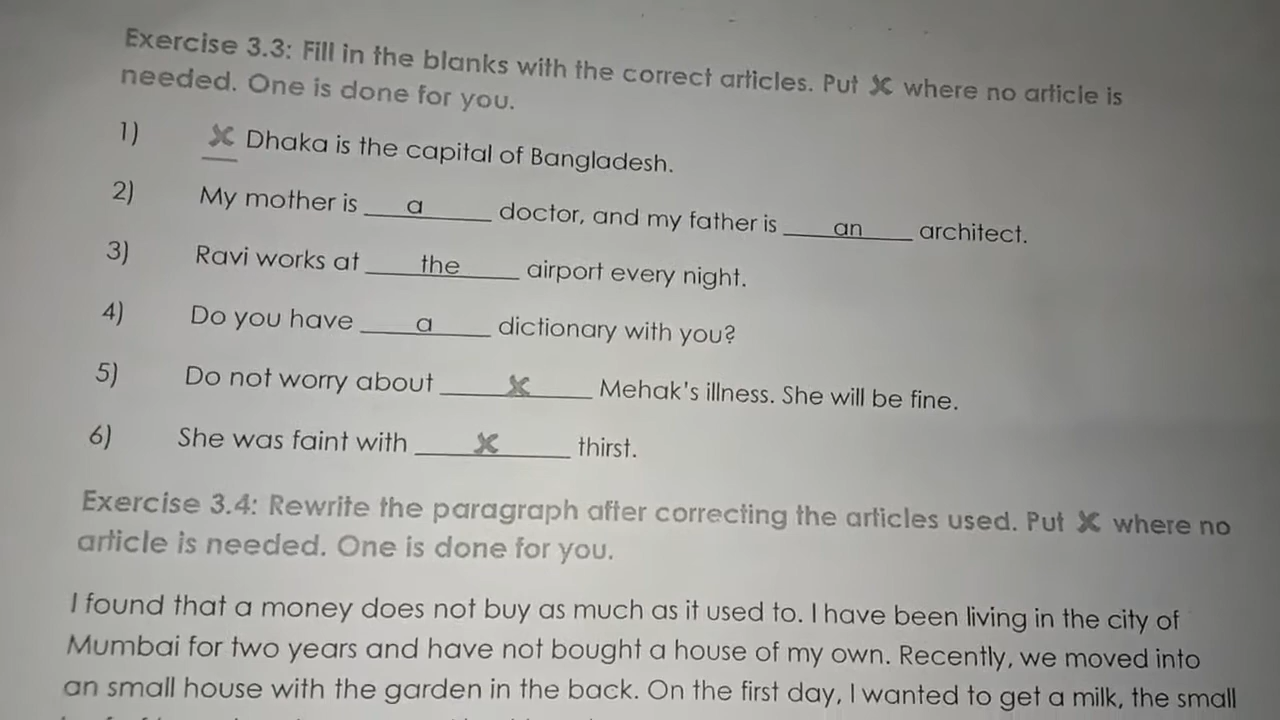 Exercise 3.3: Fill in the blanks with the correct articles. Put ✕ where no article is
needed. One is done for you.
1) ✕ Dhaka is the capital of Bangladesh.
2) My mother is a doctor, and my father is an architect.
3) Ravi works at the airport every night.
4) Do you have a dictionary with you?
5) Do not worry about ✕ Mehak's illness. She will be fine.
6) She was faint with ✕ thirst.
Exercise 3.4: Rewrite the paragraph after correcting the articles used. Put ✕ where no
article is needed. One is done for you.
I found that a money does not buy as much as it used to. I have been living in the city of
Mumbai for two years and have not bought a house of my own. Recently, we moved into
an small house with the garden in the back. On the first day, I wanted to get a milk, the small